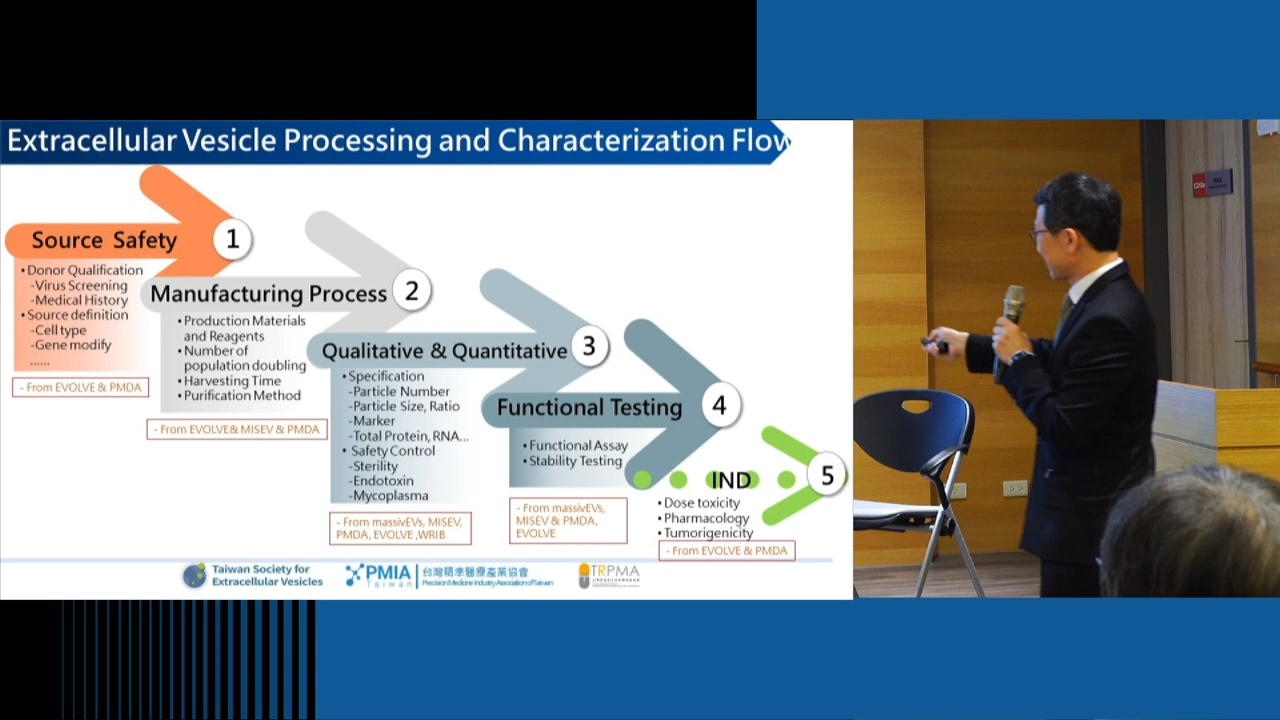 Extracellular Vesicle Processing and Characterization Flow
Source Safety
1
• Donor Qualification
-Virus Screening
-Medical History
• Source definition
-Cell type
-Gene modify
......
- From EVOLVE & PMDA
Manufacturing Process
2
• Production Materials
and Reagents
• Number of
population doubling
• Harvesting Time
• Purification Method
- From EVOLVE& MISEV & PMDA
Qualitative & Quantitative
3
• Specification
-Particle Number
-Particle Size, Ratio
-Marker
-Total Protein, RNA...
• Safety Control
-Sterility
-Endotoxin
-Mycoplasma
- From massivEVs, MISEV,
PMDA, EVOLVE ,WRIB
Functional Testing
4
• Functional Assay
• Stability Testing
- From massivEVs,
MISEV & PMDA,
EVOLVE
IND
5
• Dose toxicity
• Pharmacology
• Tumorigenicity
- From EVOLVE & PMDA
Taiwan Society for
Extracellular Vesicles
PMIA
Taiwan
台灣精準醫療產業協會
Precision Medicine Industry Association of Taiwan
TRPMA